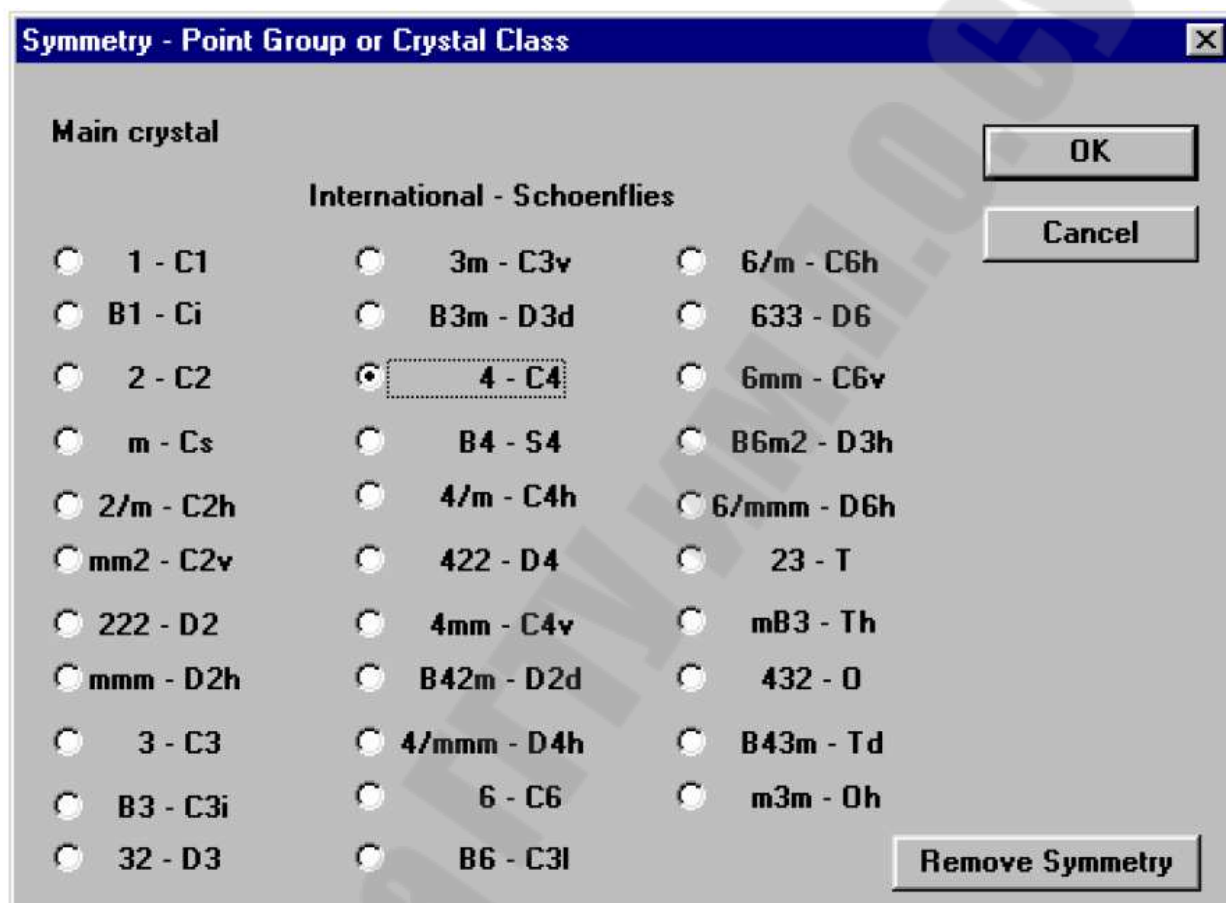 Symmetry - Point Group or Crystal Class
Main crystal
OK
International - Schoenflies
Cancel
1 - C1
B1 - Ci
2 - C2
m - Cs
2/m - C2h
mm2 - C2v
222 - D2
mmm - D2h
3 - C3
B3 - C3i
32 - D3
3m - C3v
B3m - D3d
4 - C4
B4 - S4
4/m - C4h
422 - D4
4mm - C4v
B42m - D2d
4/mmm - D4h
6 - C6
B6 - C3l
6/m - C6h
633 - D6
6mm - C6v
B6m2 - D3h
6/mmm - D6h
23 - T
mB3 - Th
432 - O
B43m - Td
m3m - Oh
Remove Symmetry